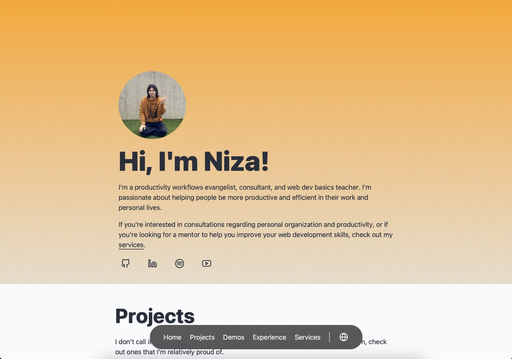 Hi, I'm Niza!
I'm a productivity workflows evangelist, consultant, and web dev basics teacher. I'm
passionate about helping people be more productive and efficient in their work and
personal lives.
If you're interested in consultations regarding personal organization and productivity, or if
you're looking for a mentor to help you improve your web development skills, check out my
services.
Projects
I don't call i
n, check
out ones that I'm relatively proud of.
Home Projects Demos Experience Services